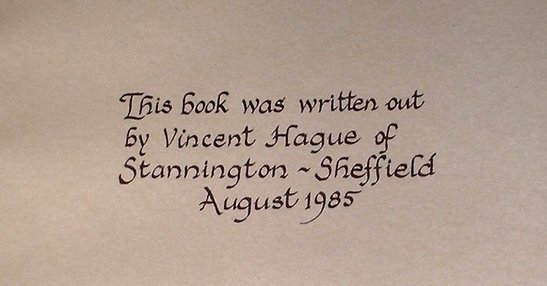 This book was written out
by Vincent Hague of
Stannington ~ Sheffield
August 1985